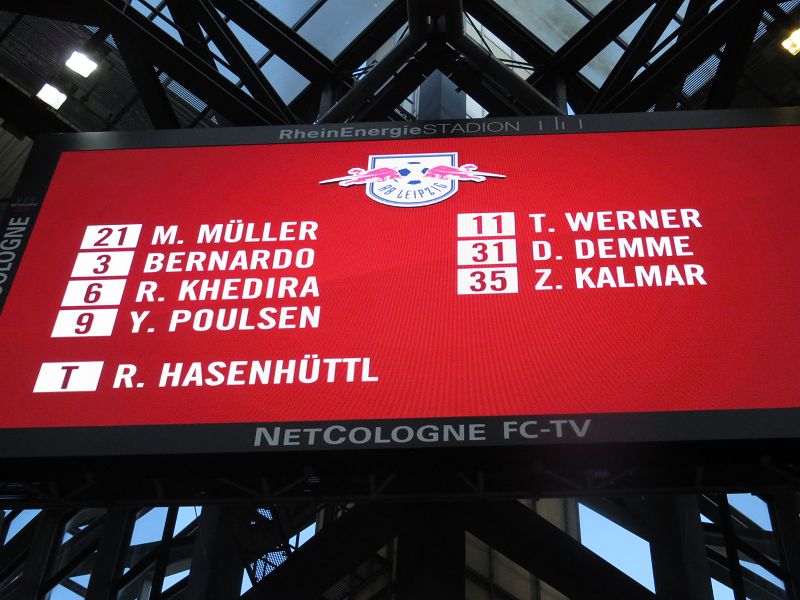 RheinEnergieSTADION
COLOGNE
RB LEIPZIG
21 M. MÜLLER
3 BERNARDO
6 R. KHEDIRA
9 Y. POULSEN
11 T. WERNER
31 D. DEMME
35 Z. KALMAR
T R. HASENHÜTTL
NETCOLOGNE FC-TV